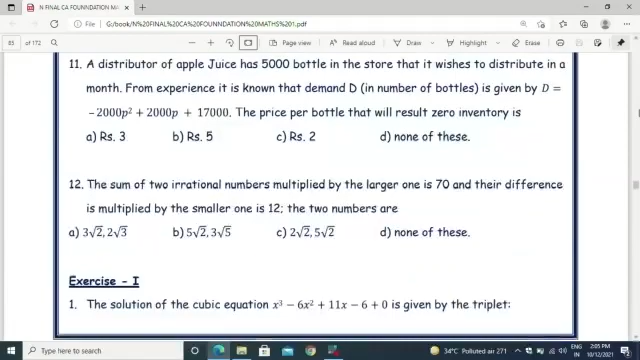 N FINAL CA FOUNNDATION MA
File | G:/book/N%20FINAL%20CA%20FOUNNDATION%20MATHS%201.pdf
85 of 172
Page view | Read aloud | Draw | Highlight | Erase
11. A distributor of apple Juice has 5000 bottle in the store that it wishes to distribute in a
month. From experience it is known that demand D (in number of bottles) is given by D =
−2000p² + 2000p + 17000. The price per bottle that will result zero inventory is
a) Rs. 3 b) Rs. 5 c) Rs. 2 d) none of these.
12. The sum of two irrational numbers multiplied by the larger one is 70 and their difference
is multiplied by the smaller one is 12; the two numbers are
a) 3√2, 2√3 b) 5√2, 3√5 c) 2√2, 5√2 d) none of these.
Exercise - I
1. The solution of the cubic equation x³ − 6x² + 11x − 6 + 0 is given by the triplet:
Type here to search
34°C Polluted air 271
ENG
IN
2:05 PM
10/12/2021